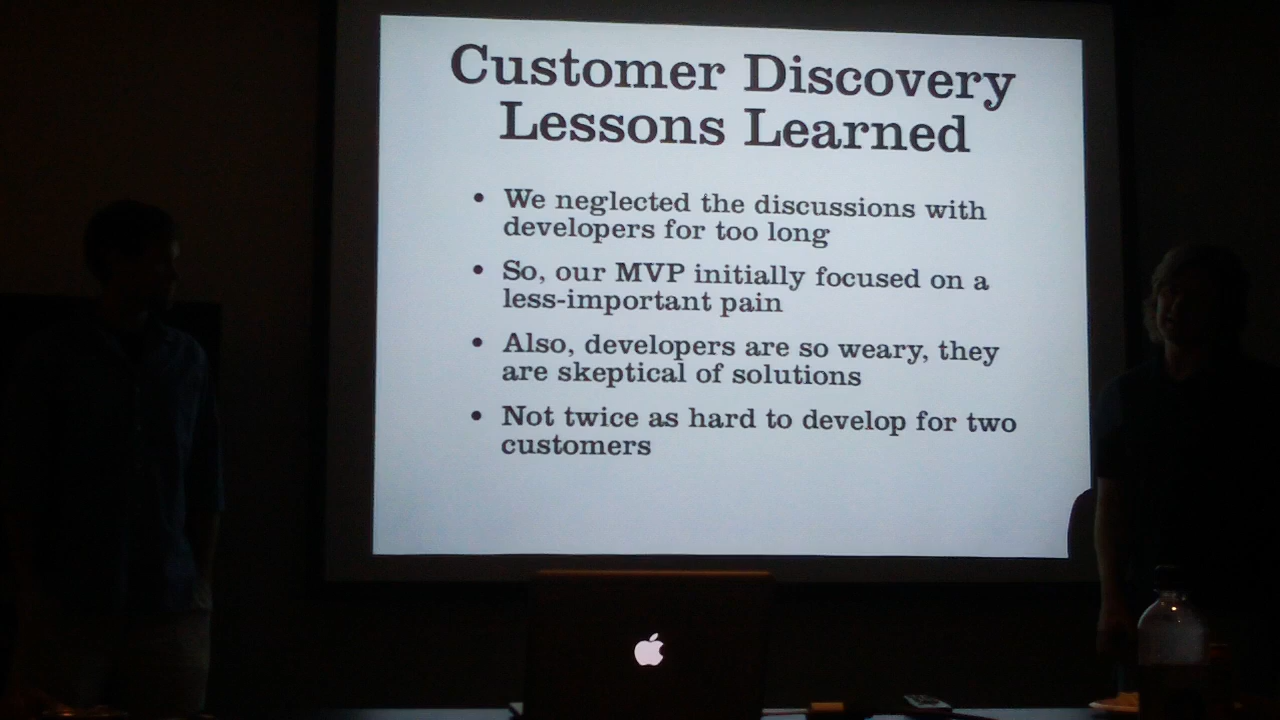 Customer Discovery
Lessons Learned
• We neglected the discussions with
developers for too long
• So, our MVP initially focused on a
less-important pain
• Also, developers are so weary, they
are skeptical of solutions
• Not twice as hard to develop for two
customers